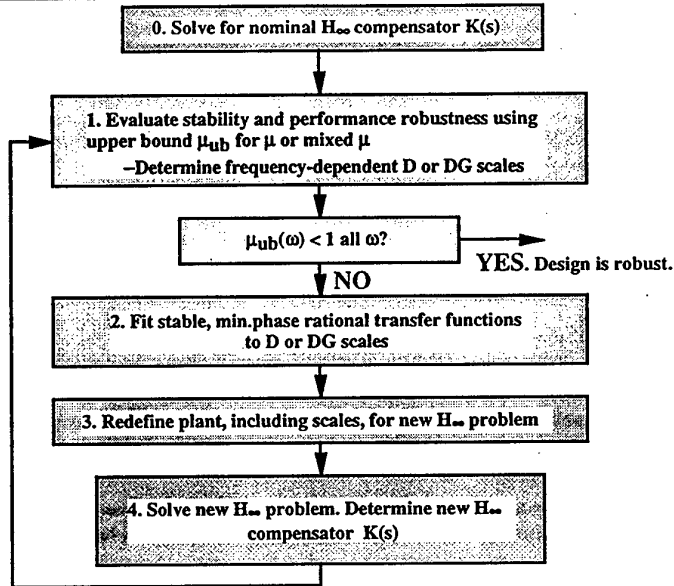 0. Solve for nominal H∞ compensator K(s)
1. Evaluate stability and performance robustness using
upper bound μub for μ or mixed μ
–Determine frequency-dependent D or DG scales
μub(ω) < 1 all ω?
YES. Design is robust.
NO
2. Fit stable, min.phase rational transfer functions
to D or DG scales
3. Redefine plant, including scales, for new H∞ problem
4. Solve new H∞ problem. Determine new H∞
compensator K(s)